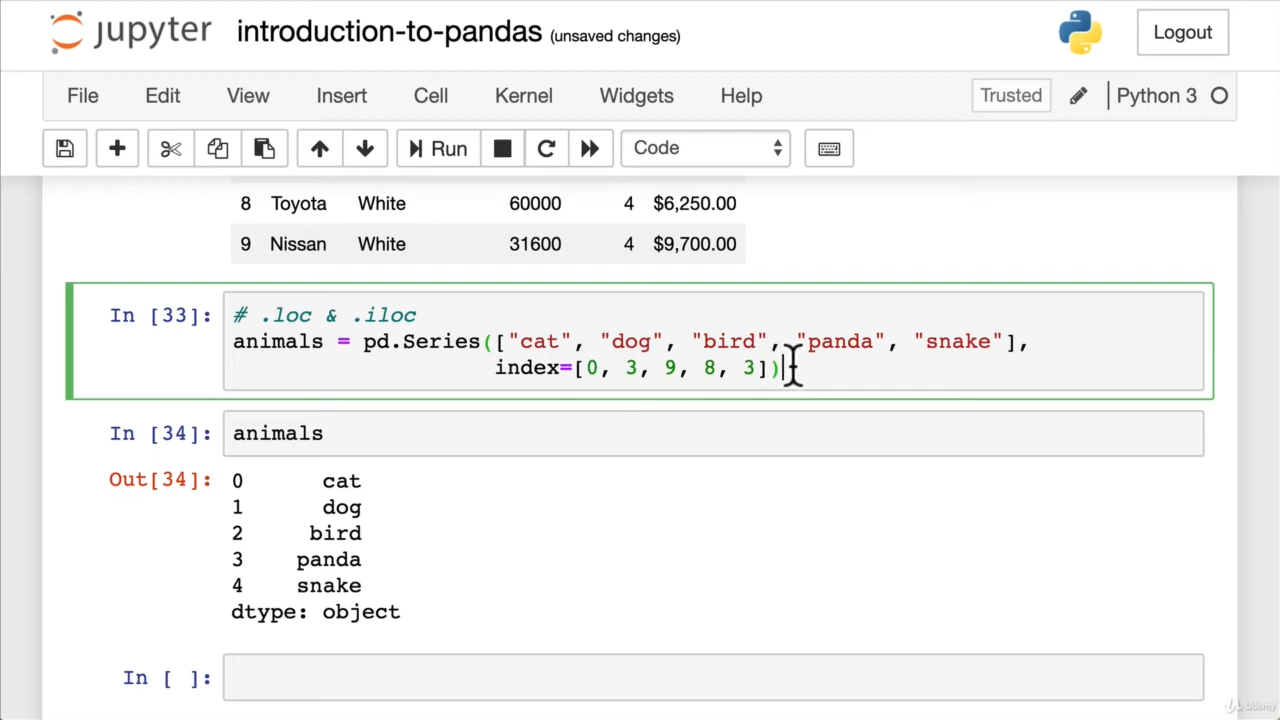 jupyter introduction-to-pandas (unsaved changes) Logout
File Edit View Insert Cell Kernel Widgets Help Trusted Python 3
Run Code
8 Toyota White 60000 4 $6,250.00
9 Nissan White 31600 4 $9,700.00
In [33]: # .loc & .iloc
animals = pd.Series(["cat", "dog", "bird", "panda", "snake"],
index=[0, 3, 9, 8, 3])
In [34]: animals
Out[34]: 0 cat
1 dog
2 bird
3 panda
4 snake
dtype: object
In [ ]:
Udemy